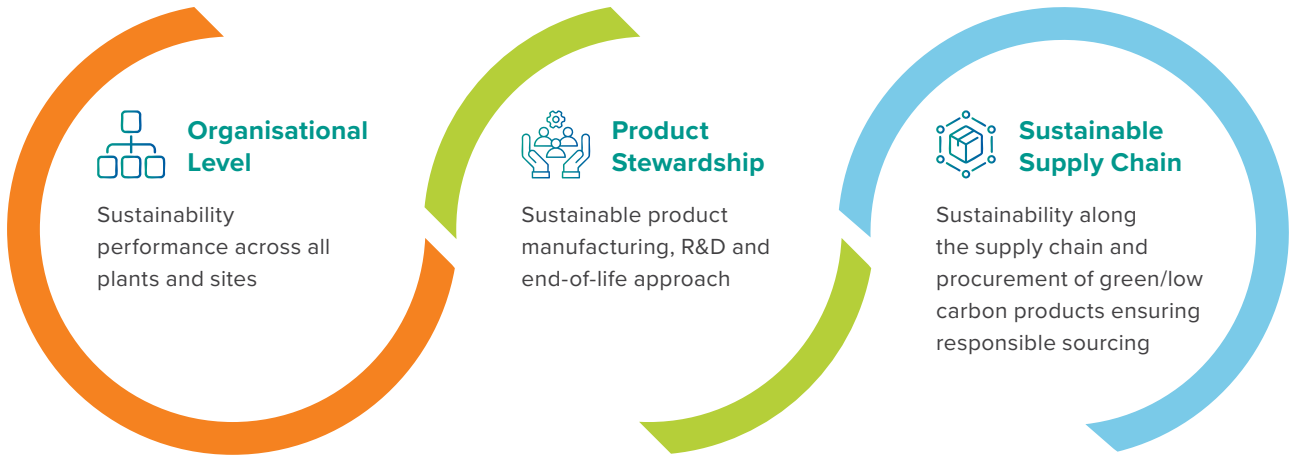 Organisational
Level
Sustainability
performance across all
plants and sites
Product
Stewardship
Sustainable product
manufacturing, R&D and
end-of-life approach
Sustainable
Supply Chain
Sustainability along
the supply chain and
procurement of green/low
carbon products ensuring
responsible sourcing